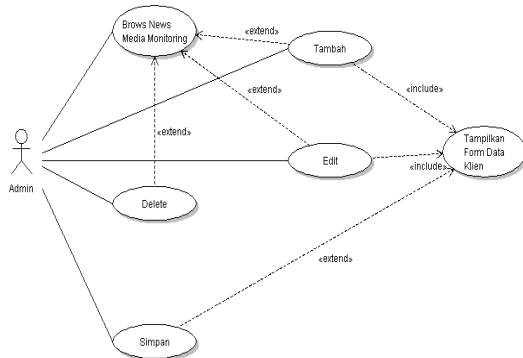 Brows News
Media Monitoring
«extend»
Tambah
«extend»
«include»
«extend»
Tampilkan
Form Data
Klien
Edit
«include»
Admin
Delete
«extend»
Simpan